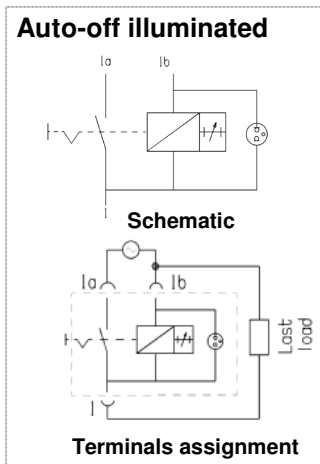 Auto-off illuminated
Ia Ib
I
Schematic
Ia Ib
I
Last
load
Terminals assignment